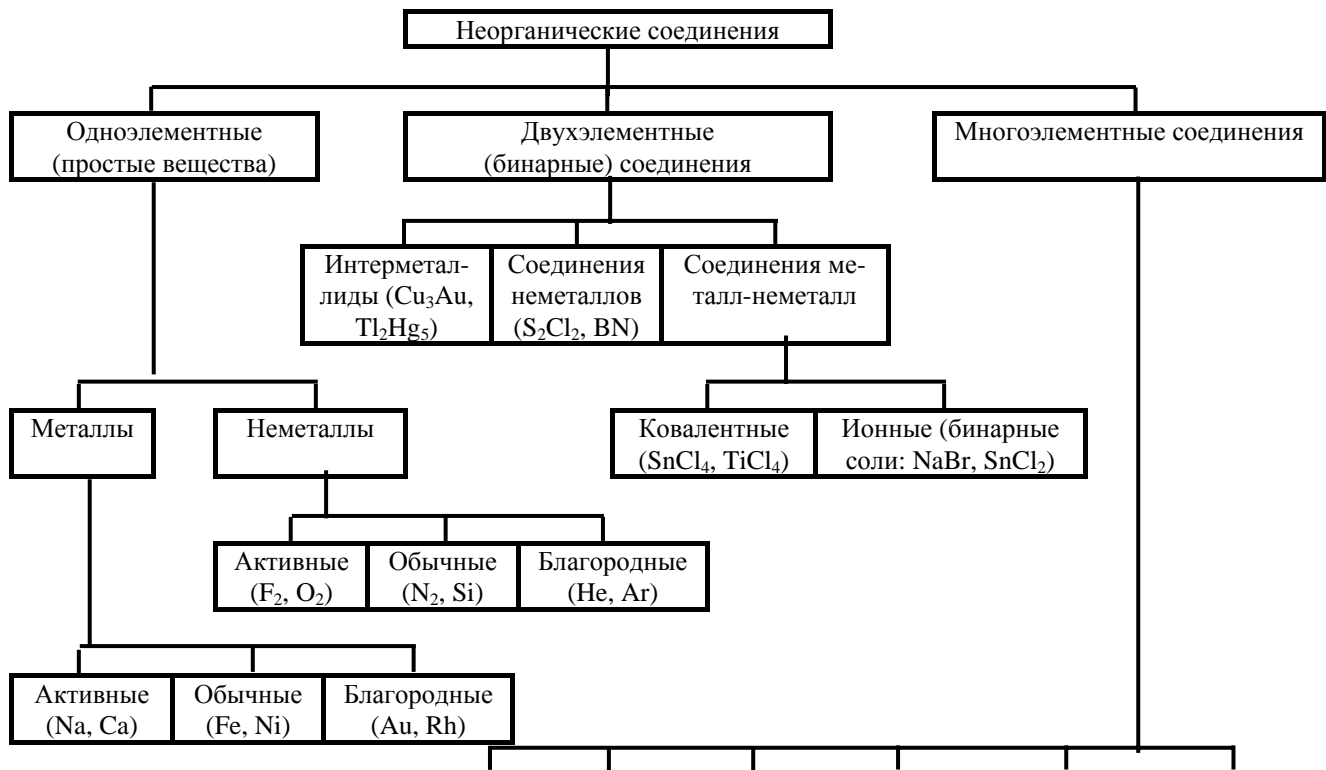 Неорганические соединения
Одноэлементные
(простые вещества)
Двухэлементные
(бинарные) соединения
Многоэлементные соединения
Интерметал-
лиды (Cu₃Au,
Tl₂Hg₅)
Соединения
неметаллов
(S₂Cl₂, BN)
Соединения ме-
талл-неметалл
Металлы
Неметаллы
Ковалентные
(SnCl₄, TiCl₄)
Ионные (бинарные
соли: NaBr, SnCl₂)
Активные
(F₂, O₂)
Обычные
(N₂, Si)
Благородные
(He, Ar)
Активные
(Na, Ca)
Обычные
(Fe, Ni)
Благородные
(Au, Rh)